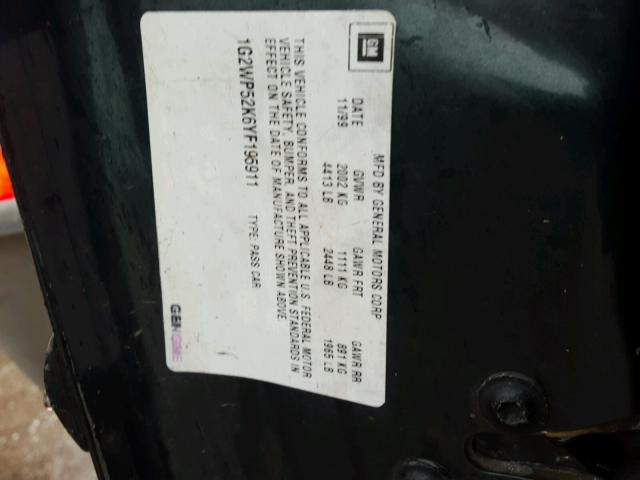 GM
MFD BY GENERAL MOTORS CORP
DATE GVWR GAWR FRT GAWR RR
11/99 2002 KG 1111 KG 891 KG
4413 LB 2448 LB 1965 LB
THIS VEHICLE CONFORMS TO ALL APPLICABLE U.S. FEDERAL MOTOR
VEHICLE SAFETY, BUMPER, AND THEFT PREVENTION STANDARDS IN
EFFECT ON THE DATE OF MANUFACTURE SHOWN ABOVE.
1G2WP52K6YF195911 TYPE: PASS CAR